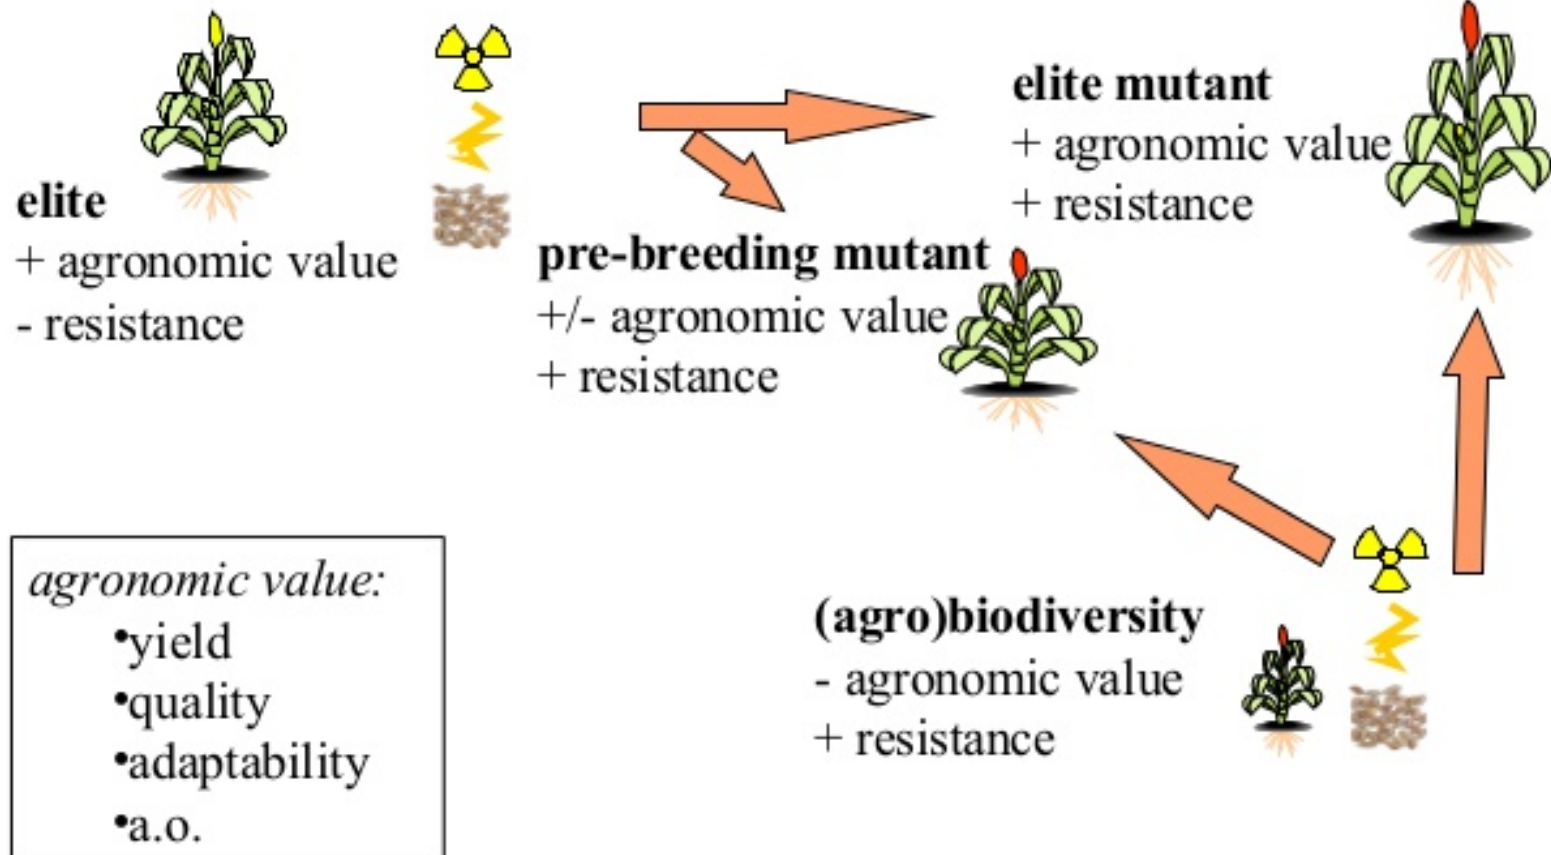 elite
+ agronomic value
- resistance
pre-breeding mutant
+/- agronomic value
+ resistance
elite mutant
+ agronomic value
+ resistance
(agro)biodiversity
- agronomic value
+ resistance
agronomic value:
•yield
•quality
•adaptability
•a.o.